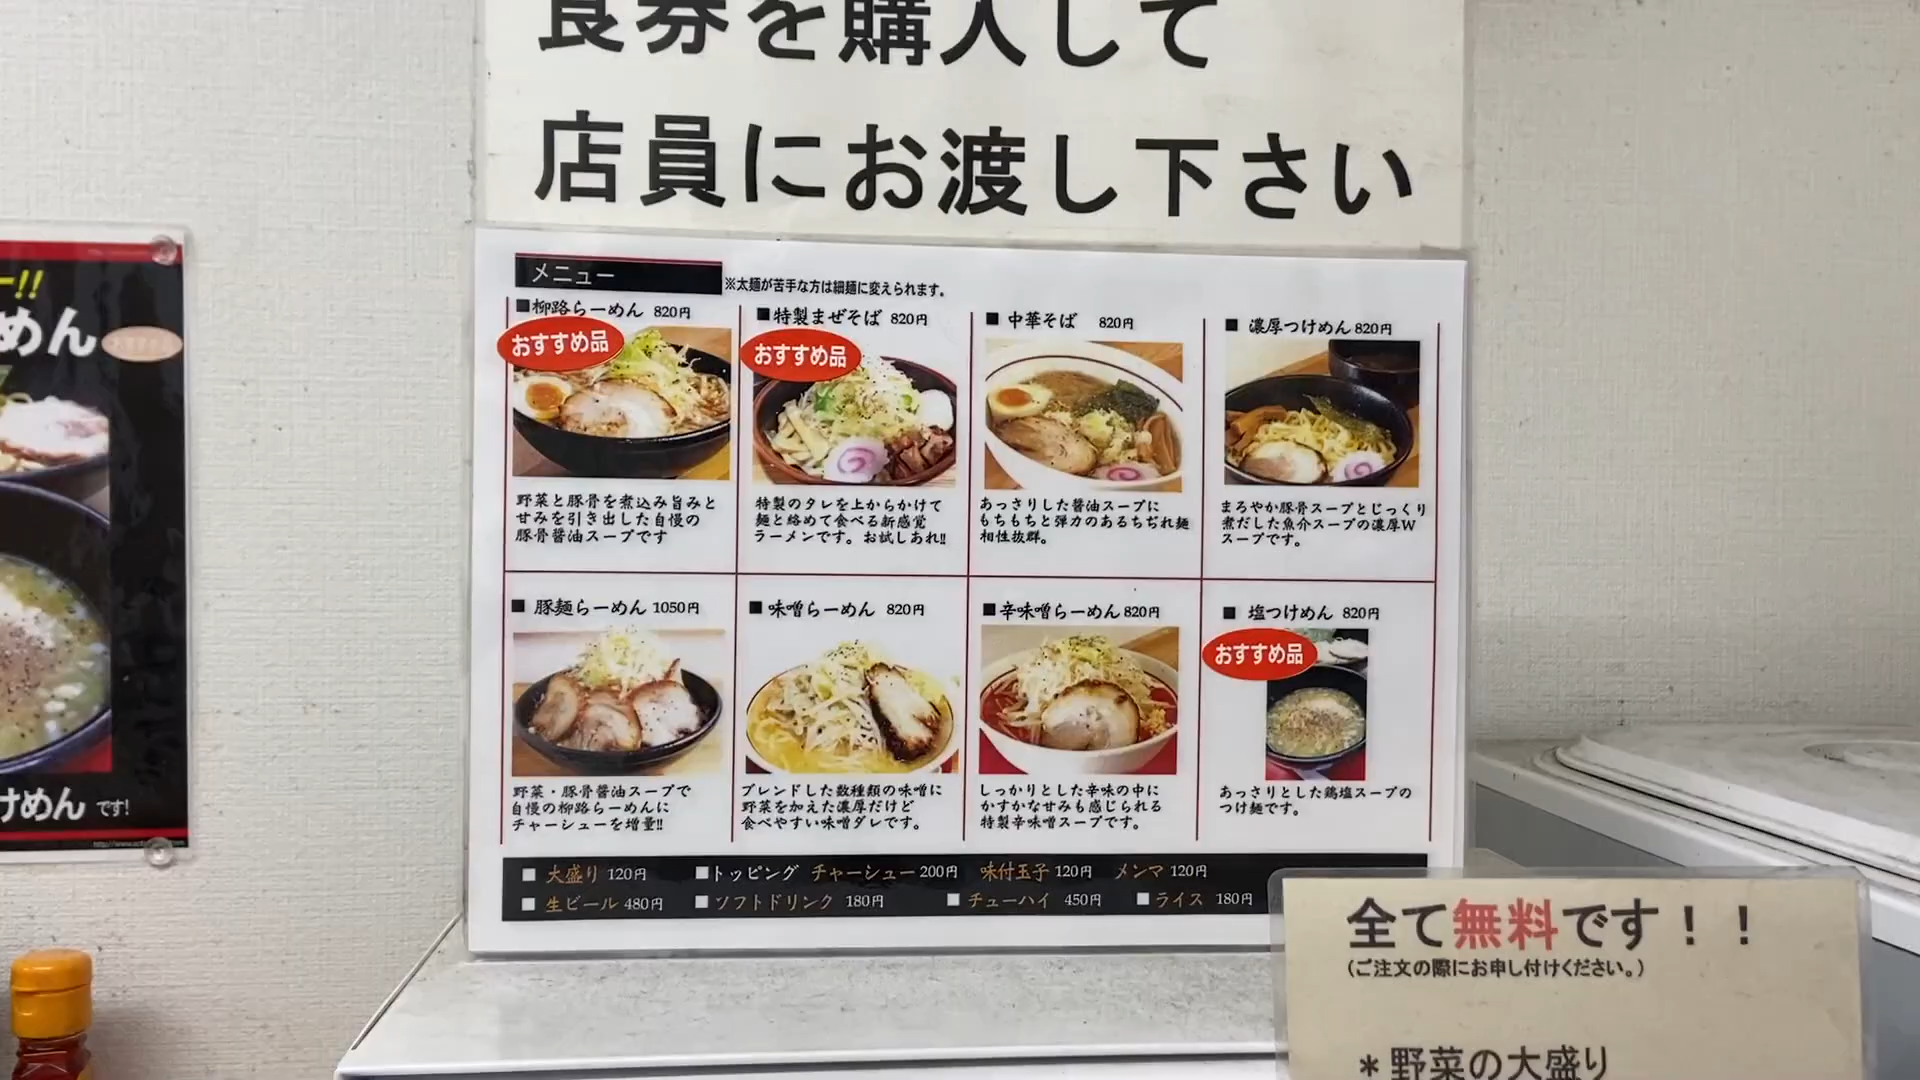 食券を購入して
店員にお渡し下さい
ー!!
めん
けめん です!
メニュー
※太麺が苦手な方は細麺に変えられます。
■柳路らーめん 820円
おすすめ品
野菜と豚骨を煮込み旨みと
甘みを引き出した自慢の
豚骨醤油スープです
■特製まぜそば 820円
おすすめ品
特製のタレを上からかけて
麺と絡めて食べる新感覚
ラーメンです。お試しあれ!!
■ 中華そば 820円
あっさりした醤油スープに
もちもちと弾力のあるちぢれ麺
相性抜群。
■ 濃厚つけめん 820円
まろやか豚骨スープとじっくり
煮だした魚介スープの濃厚W
スープです。
■ 豚麺らーめん 1050円
野菜・豚骨醤油スープで
自慢の柳路らーめんに
チャーシューを増量!!
■ 味噌らーめん 820円
ブレンドした数種類の味噌に
野菜を加えた濃厚だけど
食べやすい味噌ダレです。
■辛味噌らーめん 820円
しっかりとした辛味の中に
かすかな甘みも感じられる
特製辛味噌スープです。
■ 塩つけめん 820円
おすすめ品
あっさりとした鶏塩スープの
つけ麺です。
■ 大盛り 120円 ■トッピング チャーシュー 200円 味付玉子 120円 メンマ 120円
■ 生ビール 480円 ■ソフトドリンク 180円 ■ チューハイ 450円 ■ ライス 180円
全て無料です！！
(ご注文の際にお申し付けください。)
＊野菜の大盛り